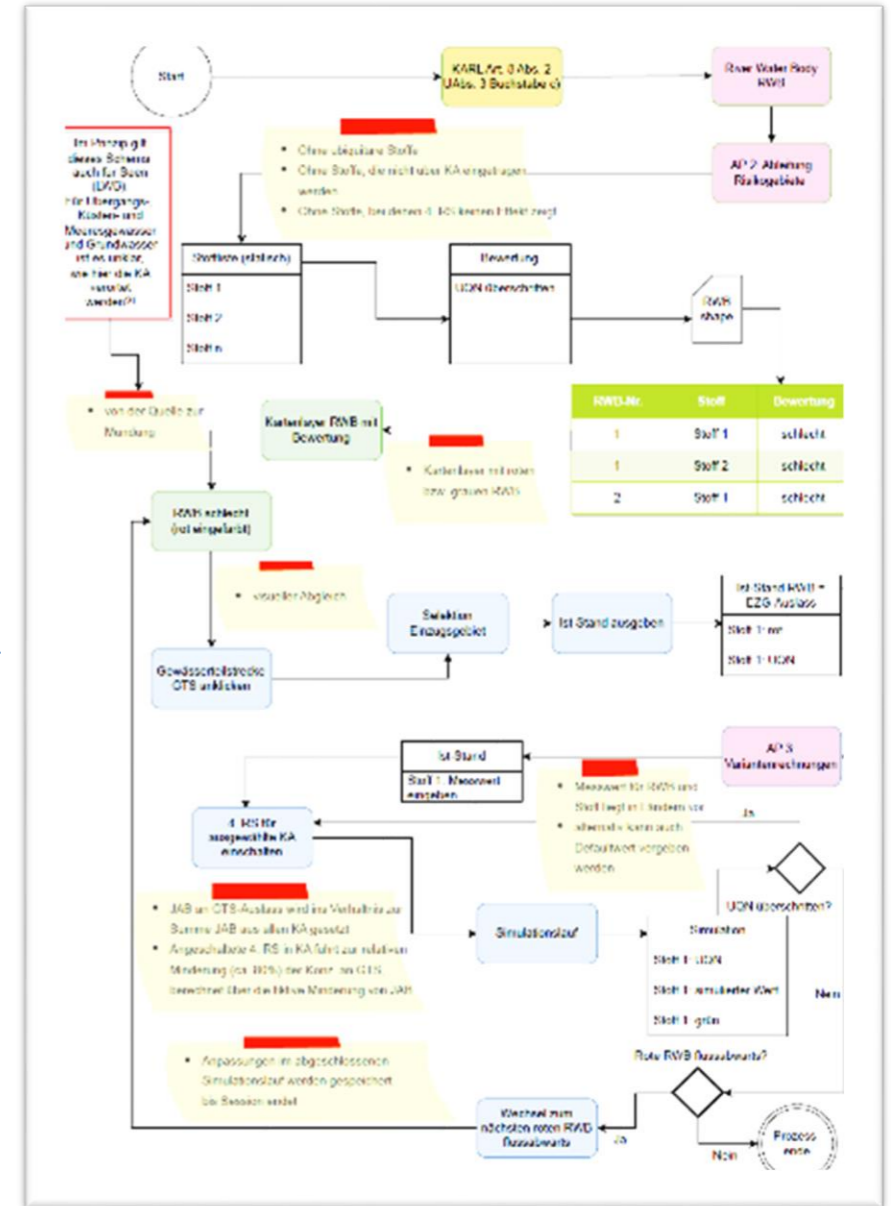 Start
KARL Art. 8 Abs. 2
UAbs. 3 Buchstabe c)
River Water Body
RWB
Im Prinzip gilt
dieses Schema
auch für Seen
(LWB)
Für Übergangs-
Küsten- und
Meeresgewässer
und Grundwasser
ist es unklar,
wie hier die KA
werden?!
Ohne ubiquitäre Stoffe
Ohne Stoffe, die nicht über KA eingetragen
werden
Ohne Stoffe, bei denen 4. RS keinen Effekt zeigt
AP 2 Ableitung
Risikogebiete
Stoffliste (statisch)
Stoff 1
Stoff 2
Stoff n
Bewertung
UQN überschritten
RWB
shape
von der Quelle zur
Mündung
Kartenlayer RWB mit
Bewertung
Kartenlayer mit roten
bzw. grauen RWB
RWB-Nr. Stoff Bewertung
1 Stoff 1 schlecht
1 Stoff 2 schlecht
2 Stoff 1 schlecht
RWB schlecht
(rot eingefärbt)
visueller Abgleich
Selektion
Einzugsgebiet
Ist-Stand ausgeben
Ist-Stand RWB =
EZG-Auslass
Stoff 1:
Stoff 1: UQN
Gewässerteilstrecke
GTS anklicken
Ist-Stand
Stoff 1: Messwert
eingeben
AP 3
Variantenrechnungen
Messwert für RWB und
Stoff liegt in Ländern vor
alternativ kann auch
Defaultwert vorgeben
werden
Ja
4. RS für
ausgewählte KA
einschalten
UQN überschritten?
JAB an GTS-Auslass wird ins Verhältnis zur
Summe JAB aus allen KA gesetzt
Angeschaltete 4. RS in KA führt zur relativen
Minderung (ca. 80%) der Konz. an GTS
berechnet über die fiktive Minderung von JAB
Simulationslauf
Simulation
Stoff 1: UQN
Stoff 1: simulierter Wert
Stoff 1: grün
Nein
Anpassungen im abgeschlossenen
Simulationslauf werden gespeichert
bis Session endet
Rote RWB flussabwärts?
Wechsel zum
nächsten roten RWB
flussabwärts
Ja
Nein
Prozess
ende